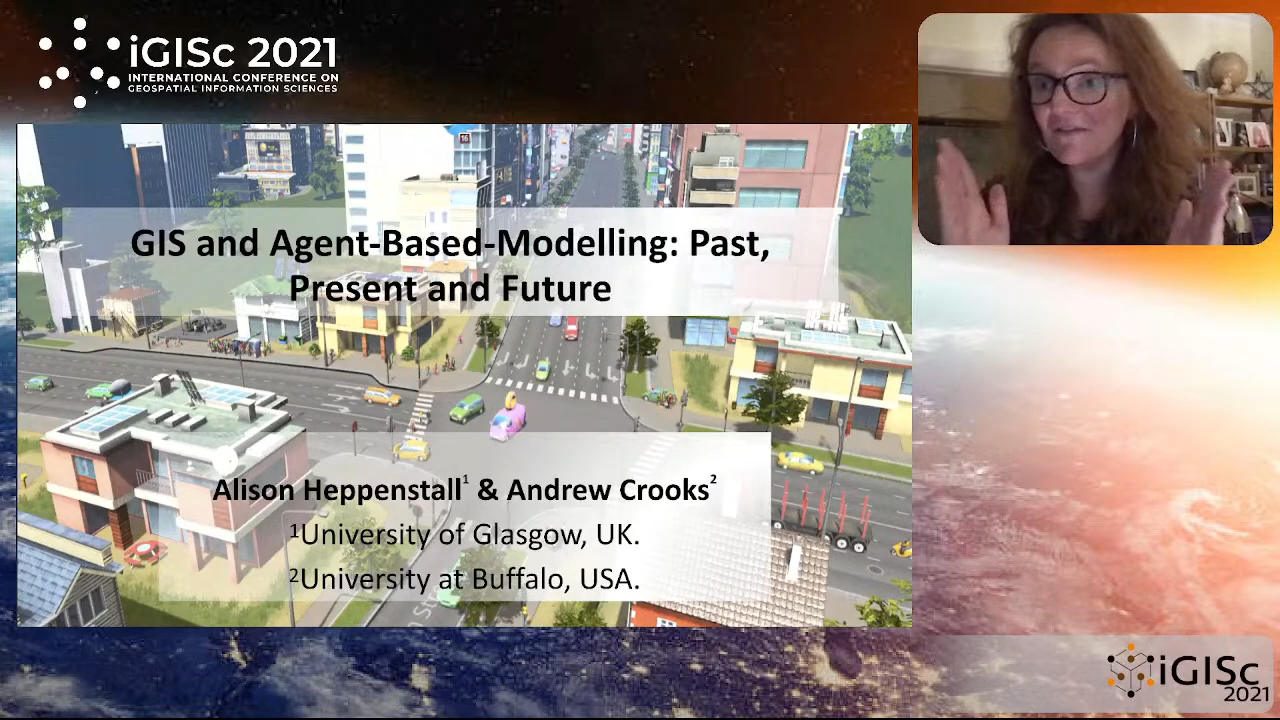 iGISc 2021
INTERNATIONAL CONFERENCE ON
GEOSPATIAL INFORMATION SCIENCES
GIS and Agent-Based-Modelling: Past,
Present and Future
Alison Heppenstall¹ & Andrew Crooks²
¹University of Glasgow, UK.
²University at Buffalo, USA.
iGISc
2021